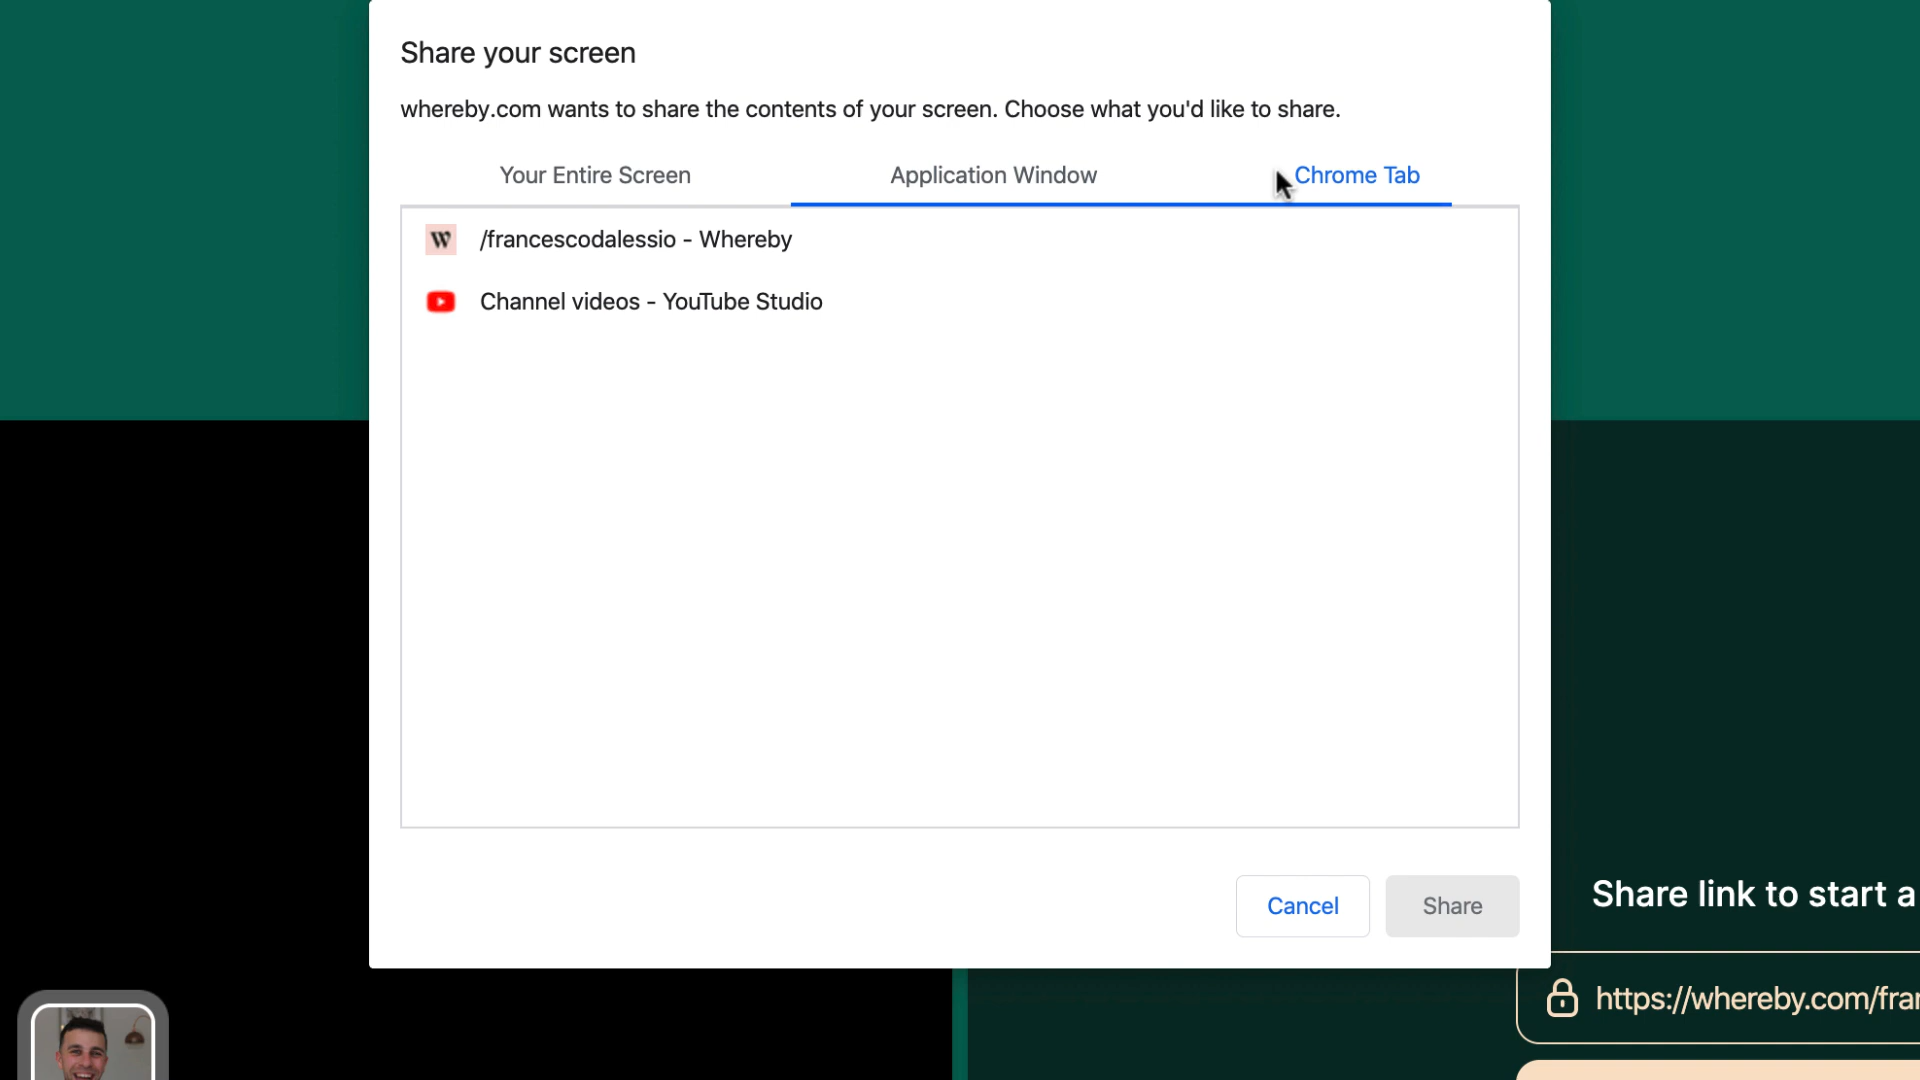 Share your screen
whereby.com wants to share the contents of your screen. Choose what you'd like to share.
Your Entire Screen
Application Window
Chrome Tab
W /francescodalessio - Whereby
Channel videos - YouTube Studio
Cancel
Share
Share link to start a
https://whereby.com/fran